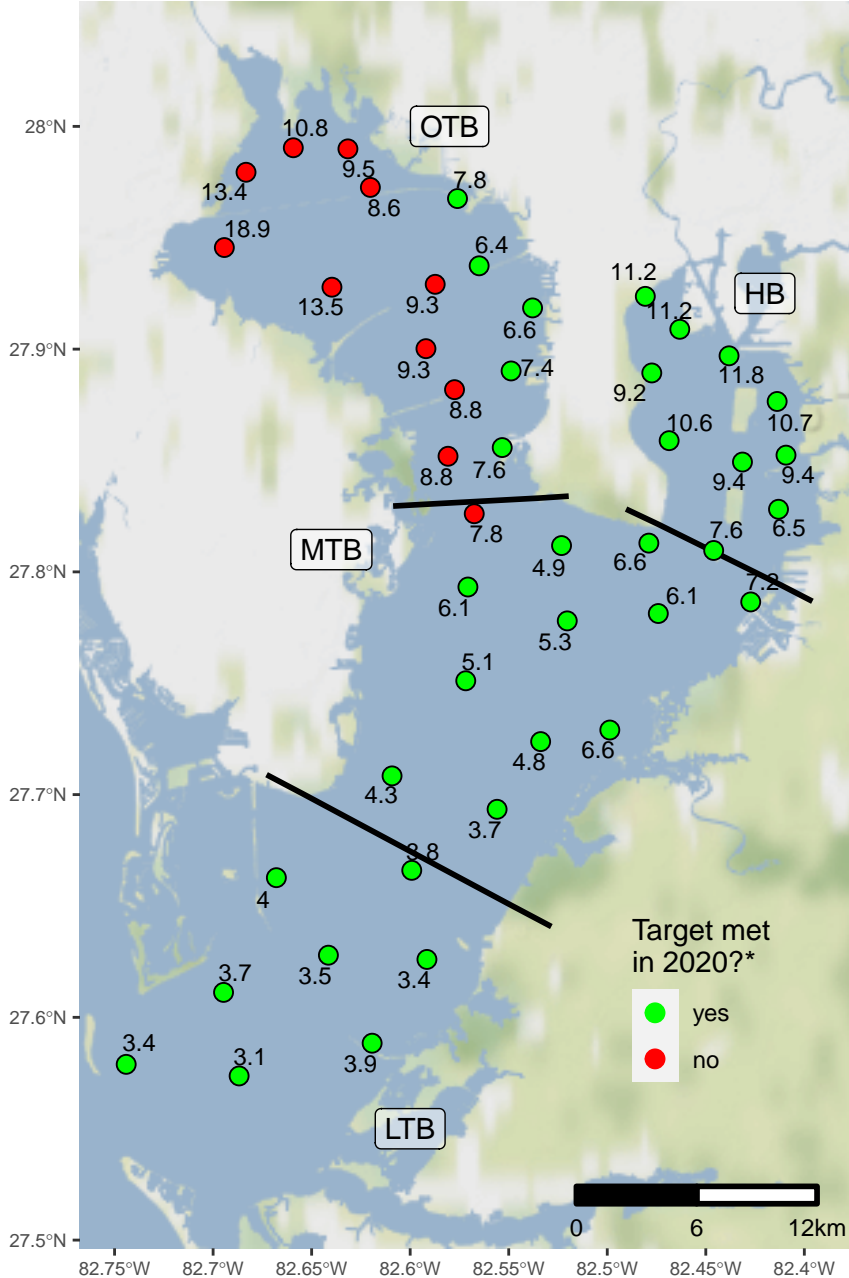 28°N
27.9°N
27.8°N
27.7°N
27.6°N
27.5°N
OTB
10.8
9.5
13.4
8.6
7.8
18.9
6.4
13.5
9.3
6.6
9.3
7.4
8.8
8.8
7.6
HB
11.2
11.2
11.8
9.2
10.7
10.6
9.4
9.4
6.5
7.6
7.2
MTB
7.8
4.9
6.6
6.1
6.1
5.3
5.1
4.8
6.6
4.3
3.7
3.8
4
3.5
3.4
3.7
3.4
3.1
3.9
LTB
Target met
in 2020?*
yes
no
0 6 12km
82.75°W 82.7°W 82.65°W 82.6°W 82.55°W 82.5°W 82.45°W 82.4°W